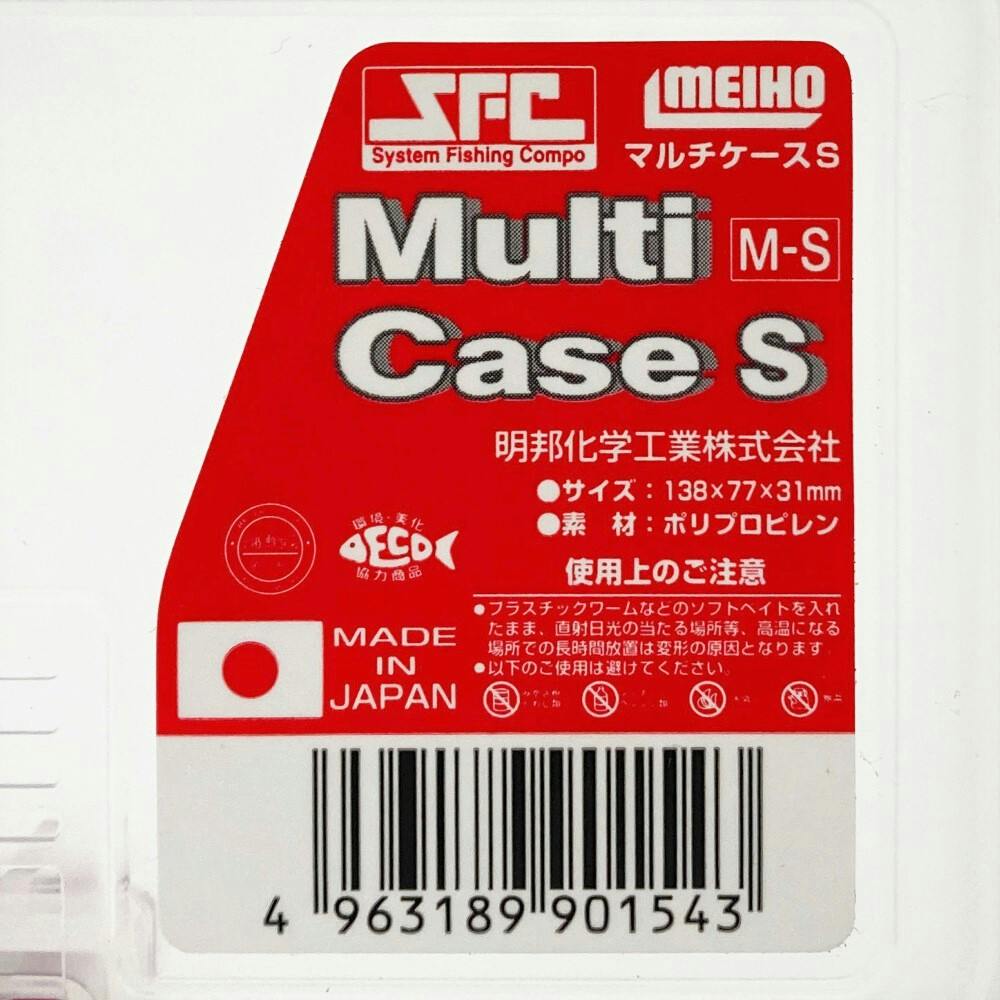 SFC
System Fishing Compo
MEIHO
マルチケースS
Multi
M-S
Case S
明邦化学工業株式会社
●サイズ：138×77×31mm
●素　材：ポリプロピレン
環境・美化
ECO
協力商品
使用上のご注意
●プラスチックワームなどのソフトベイトを入れ
たまま、直射日光の当たる場所等、高温になる
場所での長時間放置は変形の原因となります。
●以下のご使用は避けてください。
MADE
IN
JAPAN
4 963189 901543